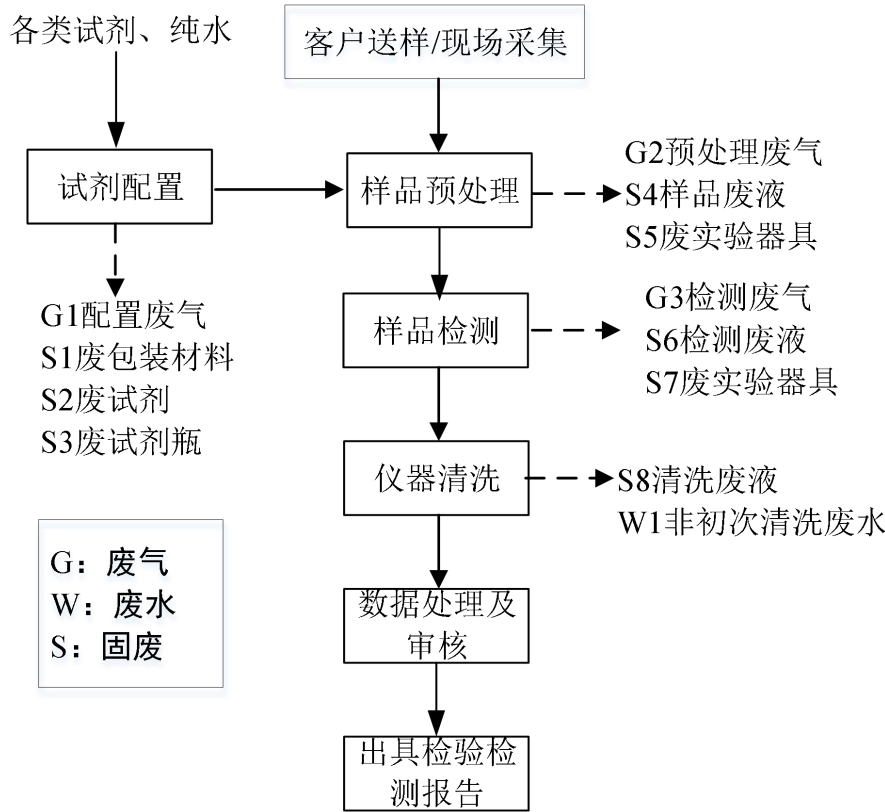 各类试剂、纯水
客户送样/现场采集
试剂配置
样品预处理
G2预处理废气
S4样品废液
S5废实验器具
G1配置废气
S1废包装材料
S2废试剂
S3废试剂瓶
样品检测
G3检测废气
S6检测废液
S7废实验器具
仪器清洗
S8清洗废液
W1非初次清洗废水
G：废气
W：废水
S：固废
数据处理及
审核
出具检验检
测报告